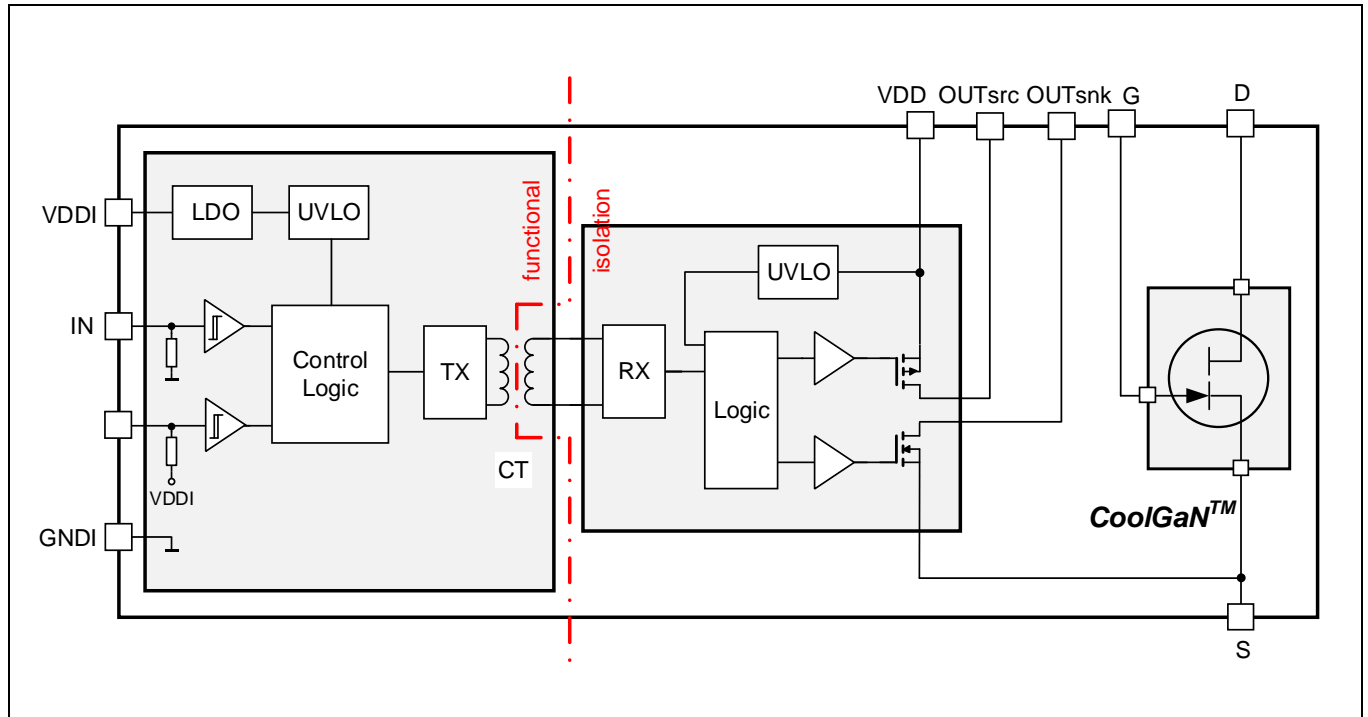 VDD OUTsrc OUTsnk G D
VDDI
LDO
UVLO
functional
isolation
UVLO
IN
Control
Logic
TX
RX
Logic
CT
VDDI
GNDI
CoolGaN™
S